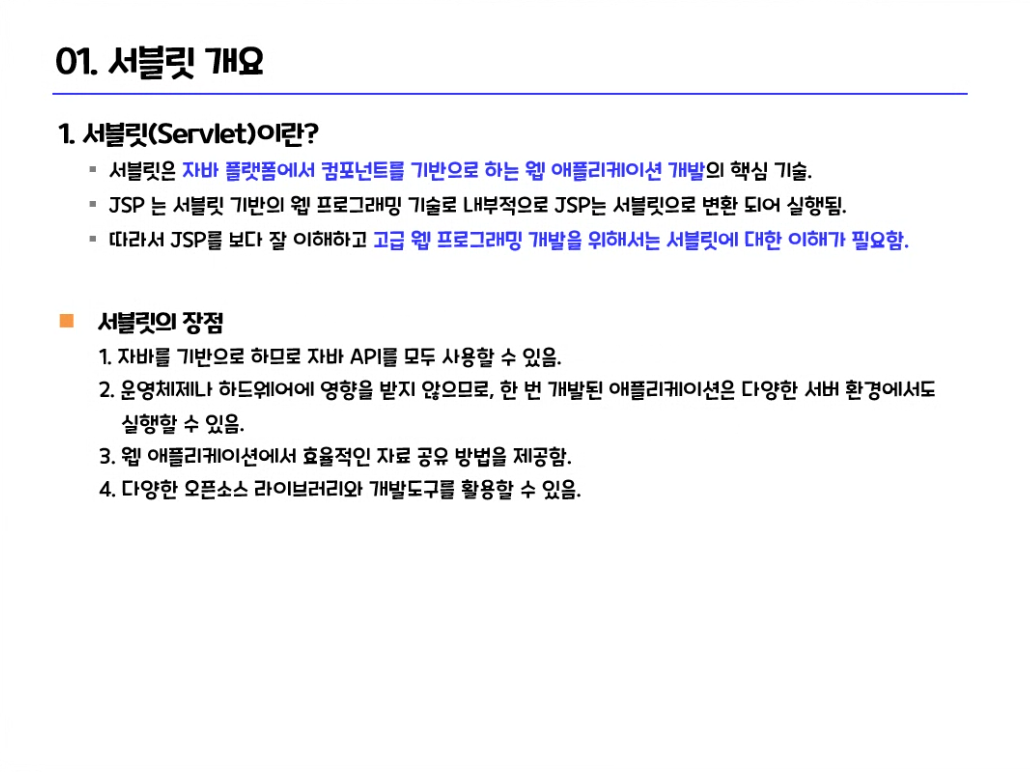 01. 서블릿 개요
1. 서블릿(Servlet)이란?
▪ 서블릿은 자바 플랫폼에서 컴포넌트를 기반으로 하는 웹 애플리케이션 개발의 핵심 기술.
▪ JSP 는 서블릿 기반의 웹 프로그래밍 기술로 내부적으로 JSP는 서블릿으로 변환 되어 실행됨.
▪ 따라서 JSP를 보다 잘 이해하고 고급 웹 프로그래밍 개발을 위해서는 서블릿에 대한 이해가 필요함.
■ 서블릿의 장점
1. 자바를 기반으로 하므로 자바 API를 모두 사용할 수 있음.
2. 운영체제나 하드웨어에 영향을 받지 않으므로, 한 번 개발된 애플리케이션은 다양한 서버 환경에서도
실행할 수 있음.
3. 웹 애플리케이션에서 효율적인 자료 공유 방법을 제공함.
4. 다양한 오픈소스 라이브러리와 개발도구를 활용할 수 있음.